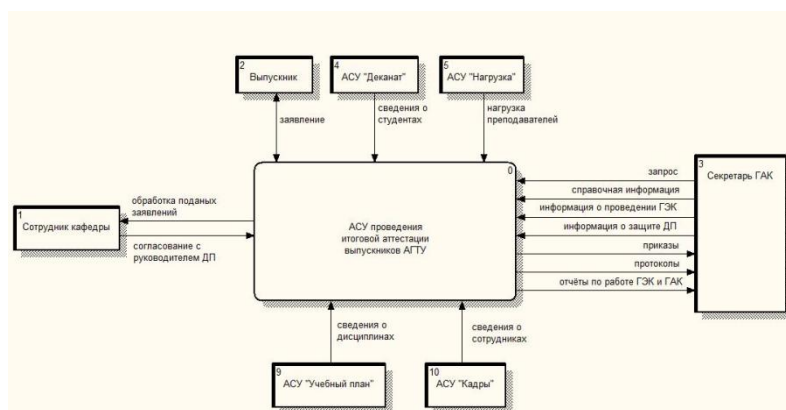 2
Выпускник
4
АСУ "Деканат"
5
АСУ "Нагрузка"
заявление
сведения о
студентах
нагрузка
преподавателей
0
АСУ проведения
итоговой аттестации
выпускников АГТУ
3
Секретарь ГАК
запрос
справочная информация
информация о проведении ГЭК
информация о защите ДП
приказы
протоколы
отчёты по работе ГЭК и ГАК
обработка поданых
заявлений
1
Сотрудник кафедры
согласование с
руководителем ДП
сведения о
дисциплинах
сведения о
сотрудниках
9
АСУ "Учебный план"
10
АСУ "Кадры"